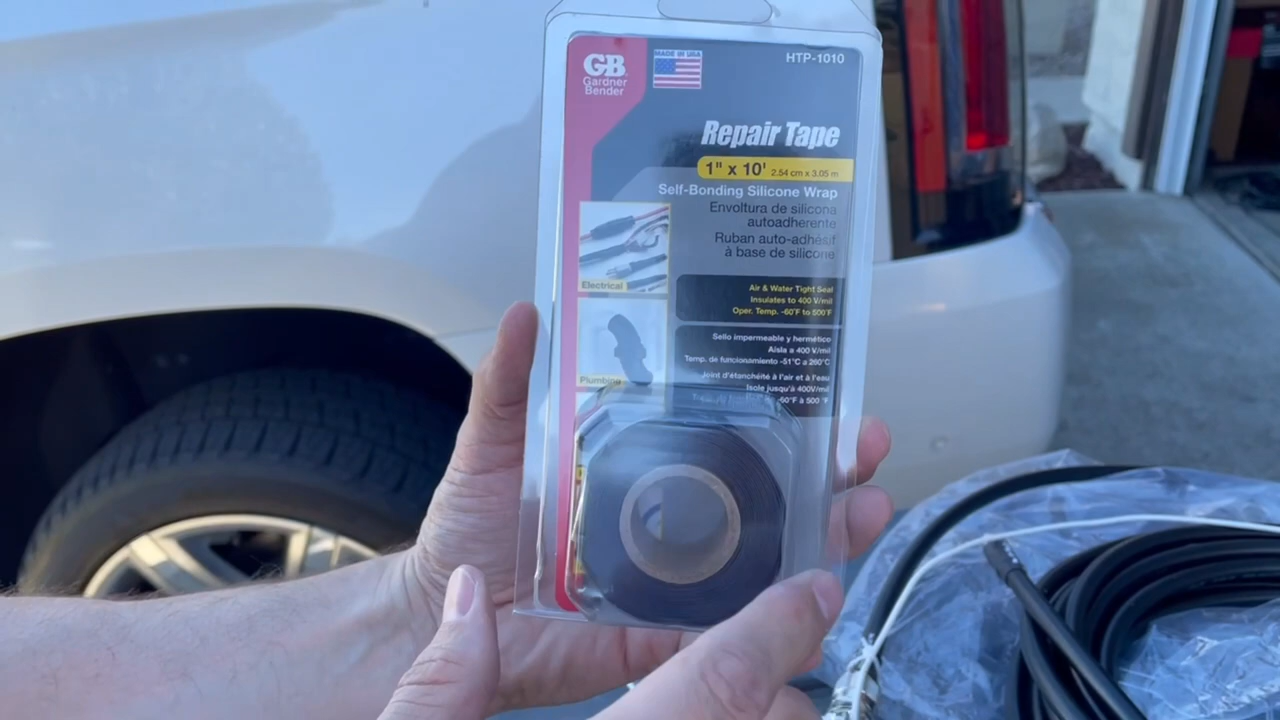 GB
Gardner
Bender
MADE IN USA
HTP-1010
Repair Tape
1" x 10' 2.54 cm x 3.05 m
Self-Bonding Silicone Wrap
Envoltura de silicona
autoadherente
Ruban auto-adhésif
à base de silicone
Electrical
Air & Water Tight Seal
Insulates to 400 V/mil
Oper. Temp. -60°F to 500°F
Sello impermeable y hermético
Aisla a 400 V/mil
Temp. de funcionamiento -51°C a 260°C
Plumbing
Joint d'étanchéité à l'air et à l'eau
Isole jusqu'à 400V/mil
-60°F à 500 °F